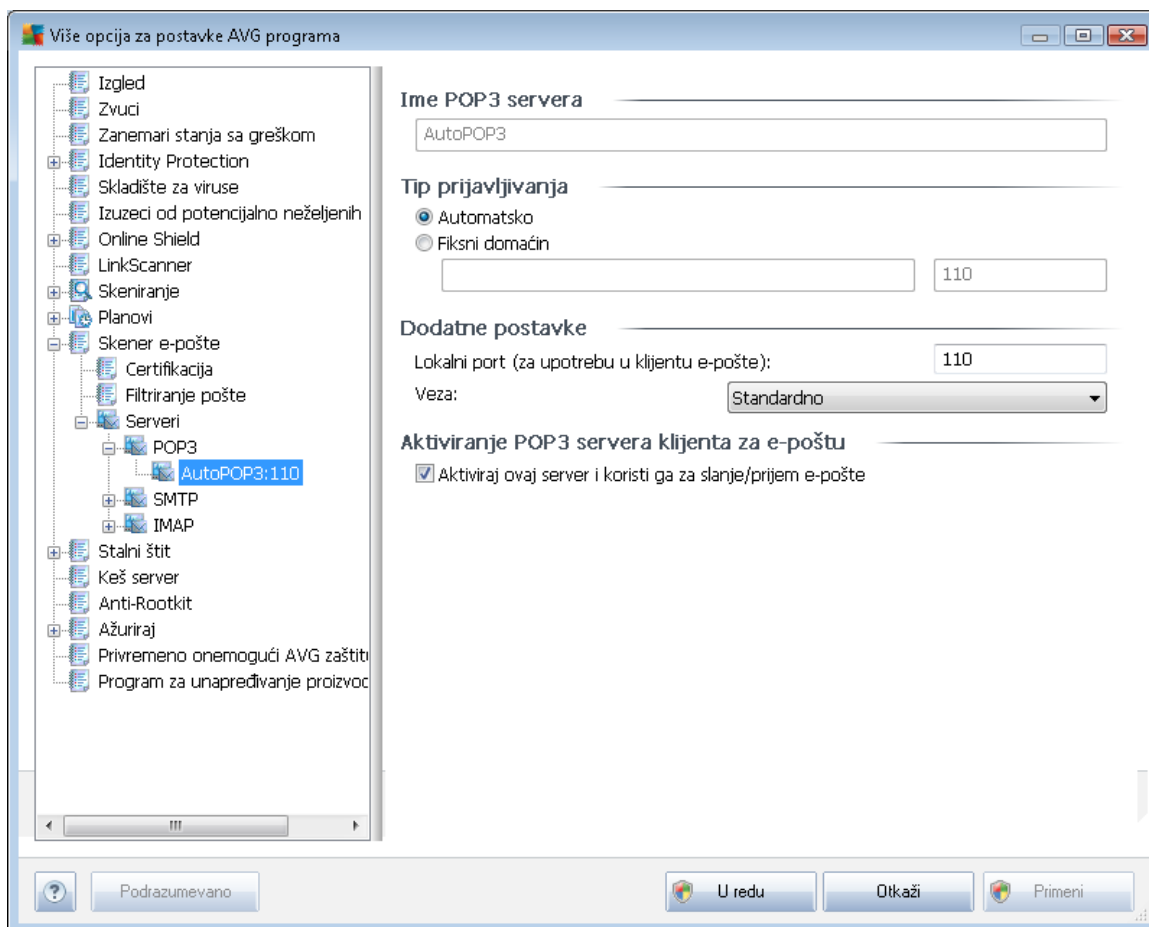 Više opcija za postavke AVG programa
Izgled
Zvuci
Zanemari stanja sa greškom
Identity Protection
Skladište za viruse
Izuzeci od potencijalno neželjenih
Online Shield
LinkScanner
Skeniranje
Planovi
Skener e-pošte
Certifikacija
Filtriranje pošte
Serveri
POP3
AutoPOP3:110
SMTP
IMAP
Stalni štit
Keš server
Anti-Rootkit
Ažuriraj
Privremeno onemogući AVG zaštitu
Program za unapređivanje proizvod
Ime POP3 servera
AutoPOP3
Tip prijavljivanja
Automatsko
Fiksni domaćin
110
Dodatne postavke
Lokalni port (za upotrebu u klijentu e-pošte): 110
Veza: Standardno
Aktiviranje POP3 servera klijenta za e-poštu
Aktiviraj ovaj server i koristi ga za slanje/prijem e-pošte
? Podrazumevano U redu Otkaži Primeni